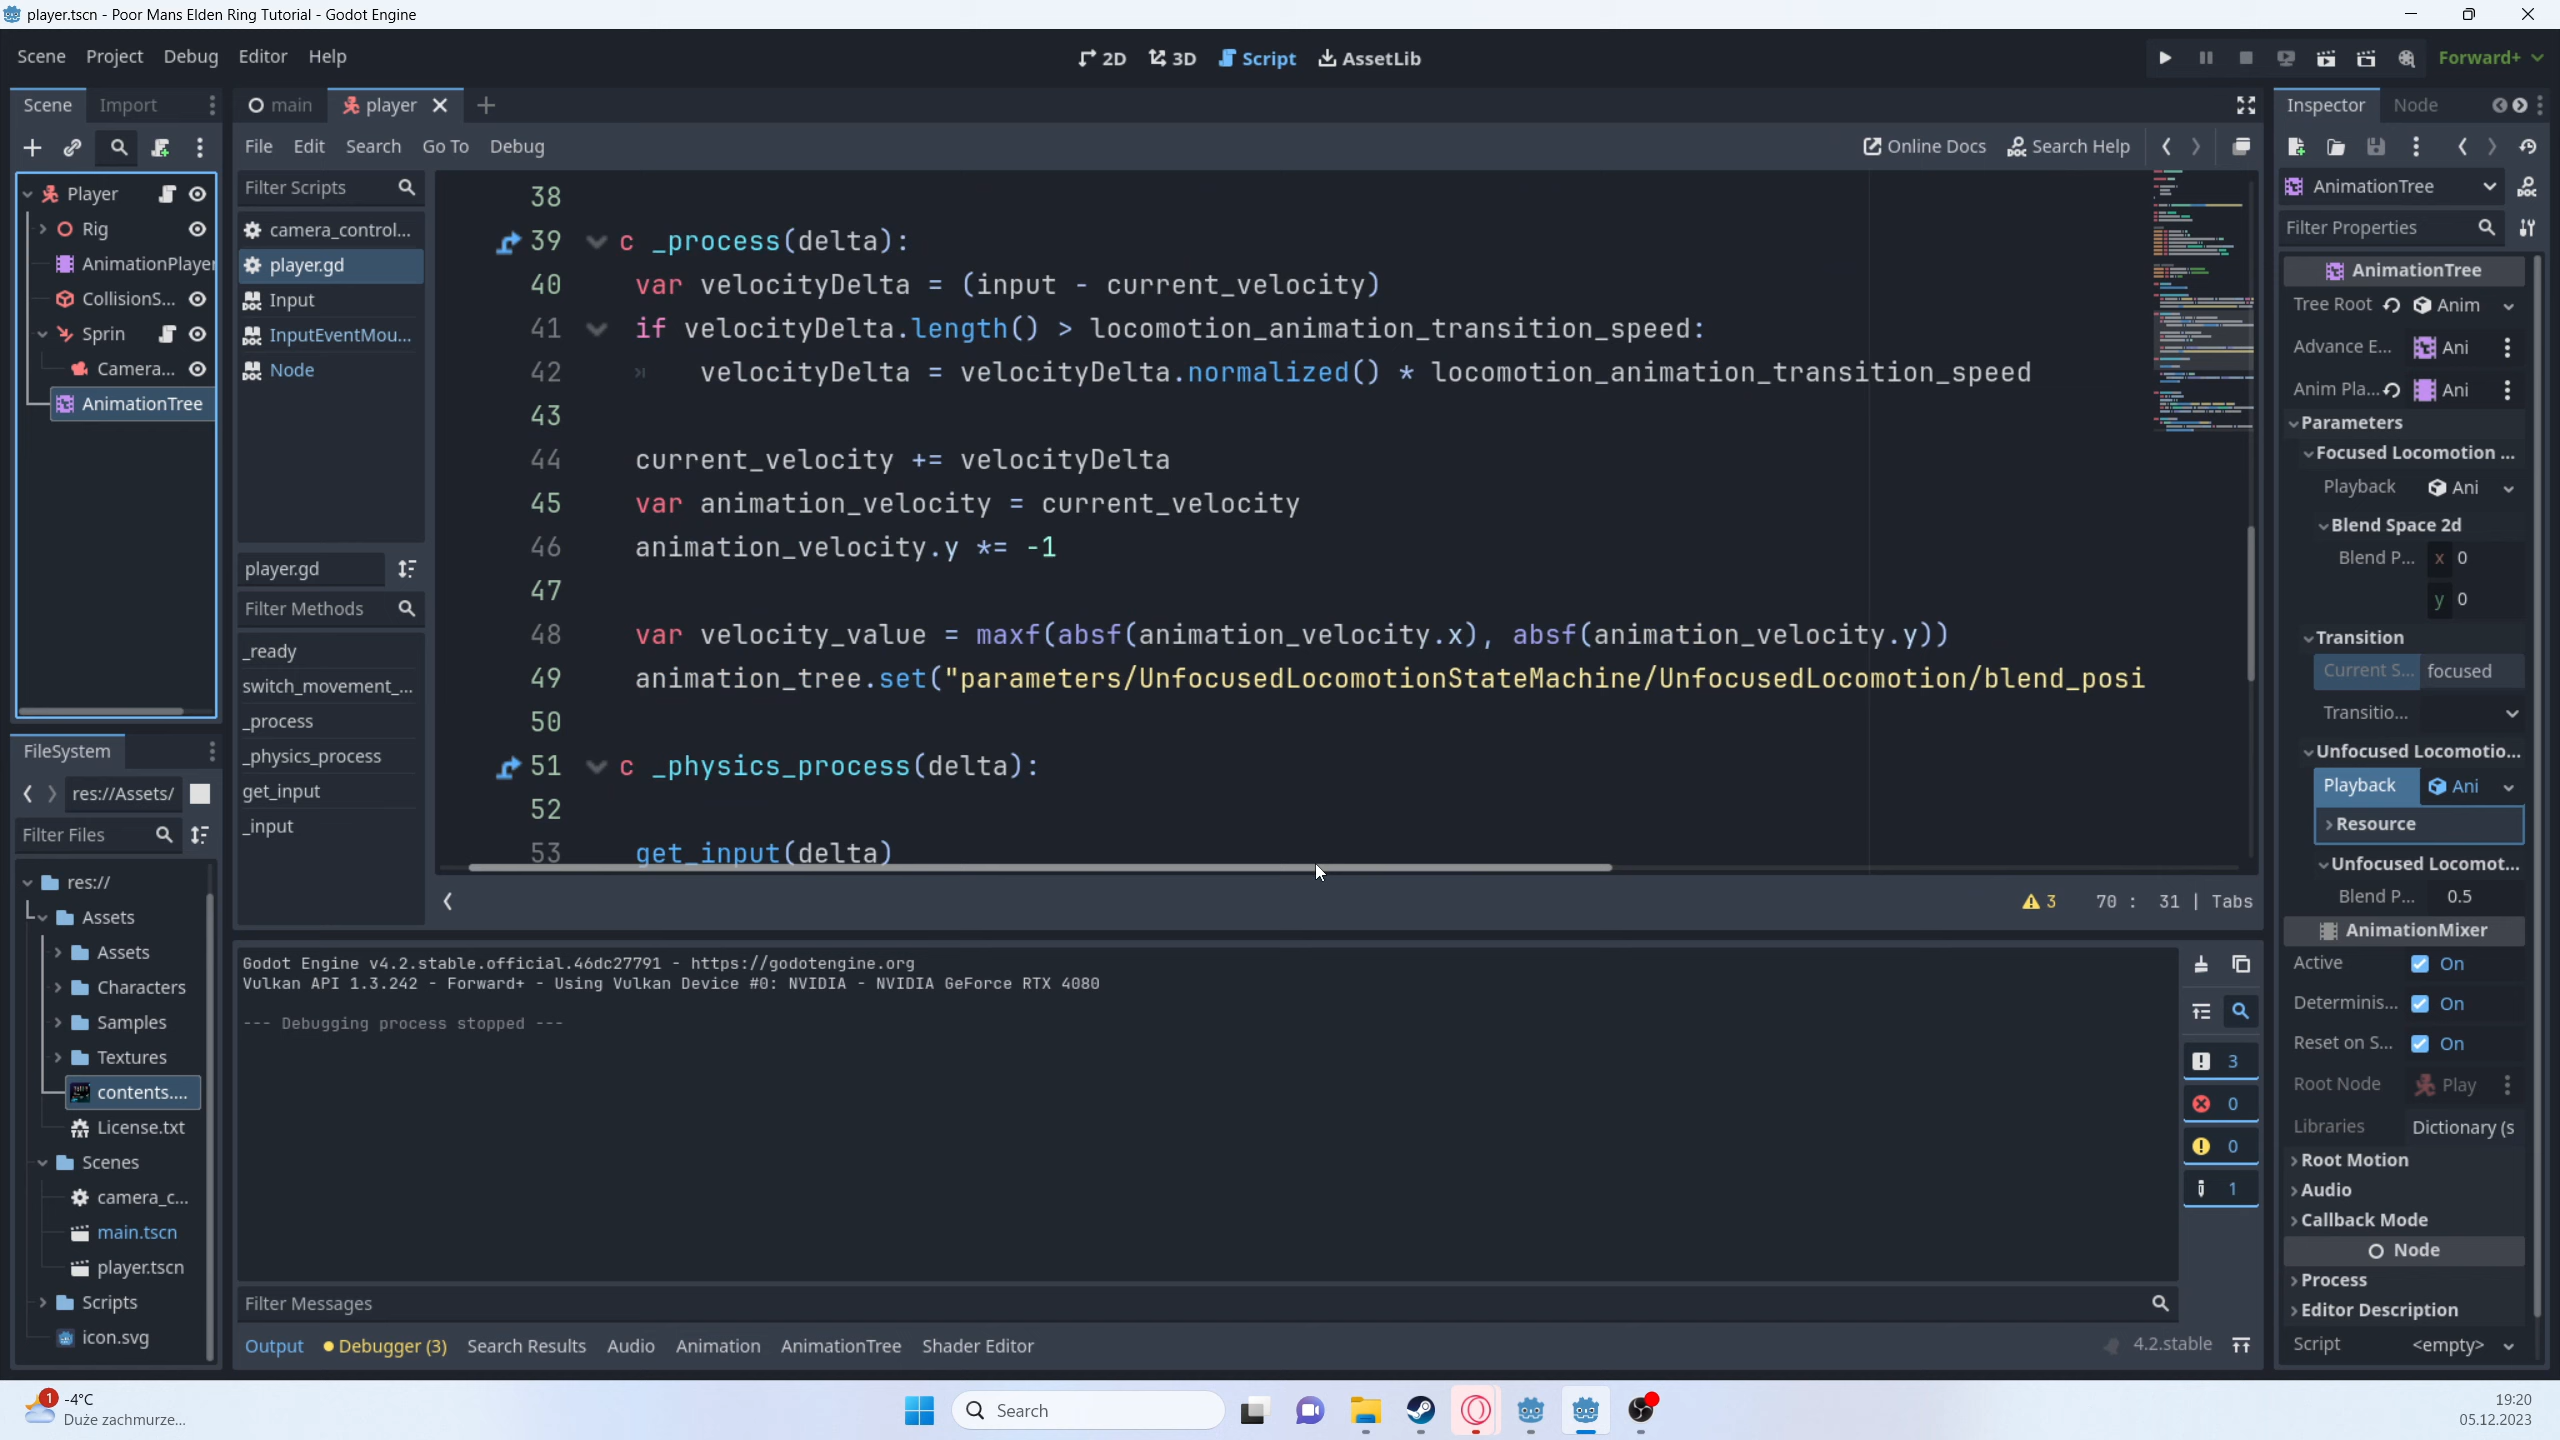 player.tscn - Poor Mans Elden Ring Tutorial - Godot Engine
Scene Project Debug Editor Help
2D 3D Script AssetLib
Forward+
Scene Import
main player
Inspector Node
File Edit Search Go To Debug
Online Docs Search Help
Player
Rig
AnimationPlayer
CollisionS...
Sprin
Camera...
AnimationTree
Filter Scripts
camera_control...
player.gd
Input
InputEventMou...
Node
player.gd
Filter Methods
_ready
switch_movement_...
_process
_physics_process
get_input
_input
38
39 c _process(delta):
40 var velocityDelta = (input - current_velocity)
41 if velocityDelta.length() > locomotion_animation_transition_speed:
42 velocityDelta = velocityDelta.normalized() * locomotion_animation_transition_speed
43
44 current_velocity += velocityDelta
45 var animation_velocity = current_velocity
46 animation_velocity.y *= -1
47
48 var velocity_value = maxf(absf(animation_velocity.x), absf(animation_velocity.y))
49 animation_tree.set("parameters/UnfocusedLocomotionStateMachine/UnfocusedLocomotion/blend_posi
50
51 c _physics_process(delta):
52
53 get_input(delta)
3 70 : 31 | Tabs
FileSystem
res://Assets/
Filter Files
res://
Assets
Assets
Characters
Samples
Textures
contents....
License.txt
Scenes
camera_c...
main.tscn
player.tscn
Scripts
icon.svg
Godot Engine v4.2.stable.official.46dc27791 - https://godotengine.org
Vulkan API 1.3.242 - Forward+ - Using Vulkan Device #0: NVIDIA - NVIDIA GeForce RTX 4080
--- Debugging process stopped ---
3
0
0
1
Filter Messages
Output Debugger (3) Search Results Audio Animation AnimationTree Shader Editor
4.2.stable
AnimationTree
Filter Properties
AnimationTree
Tree Root Anim
Advance E... Ani
Anim Pla... Ani
Parameters
Focused Locomotion ...
Playback Ani
Blend Space 2d
Blend P... x 0
y 0
Transition
Current S... focused
Transitio...
Unfocused Locomotio...
Playback Ani
Resource
Unfocused Locomot...
Blend P... 0.5
AnimationMixer
Active On
Determinis... On
Reset on S... On
Root Node Play
Libraries Dictionary (s
Root Motion
Audio
Callback Mode
Node
Process
Editor Description
Script <empty>
1
-4°C
Duże zachmurze...
Search
19:20
05.12.2023